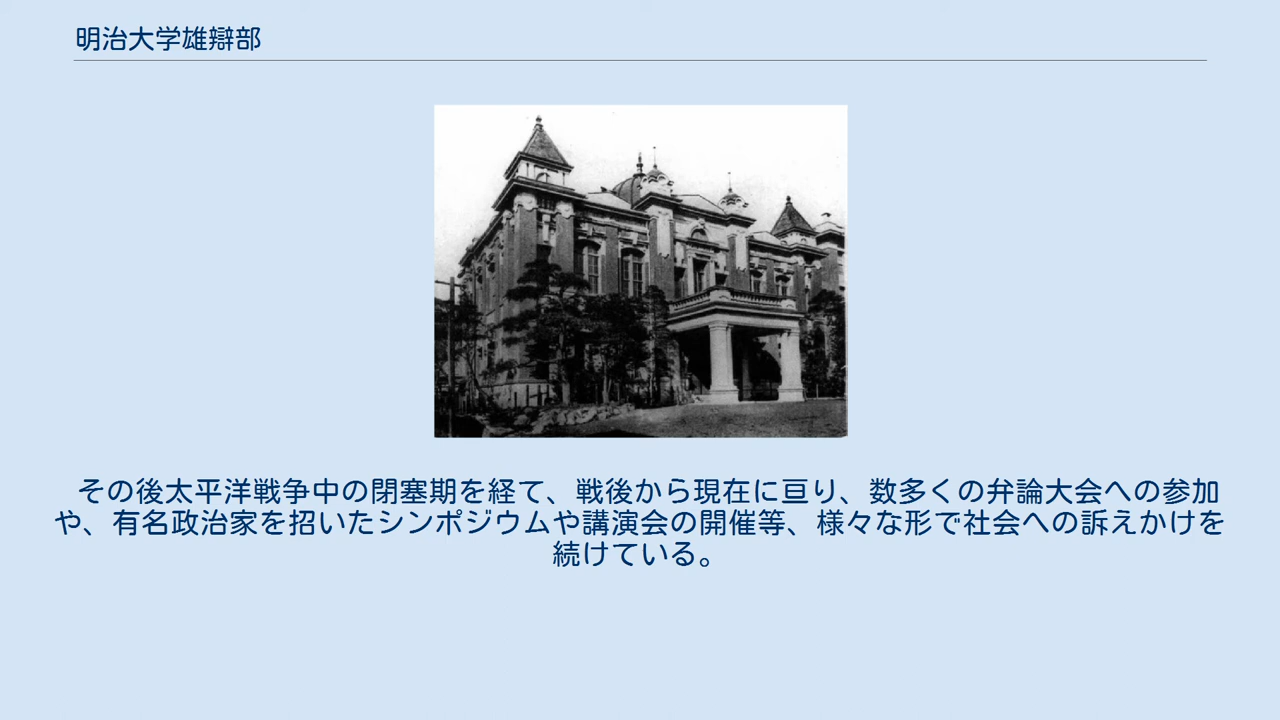 明治大学雄辯部
その後太平洋戦争中の閉塞期を経て、戦後から現在に亘り、数多くの弁論大会への参加
や、有名政治家を招いたシンポジウムや講演会の開催等、様々な形で社会への訴えかけを
続けている。